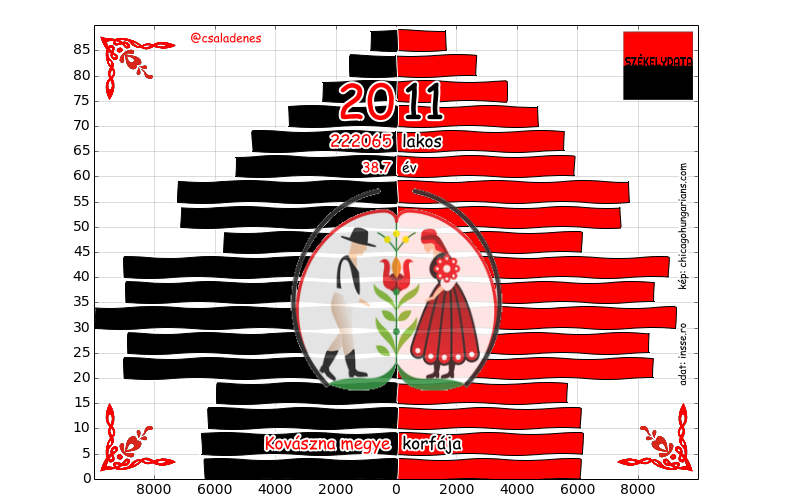 @csaladenes
SZÉKELYDATA
2011
222065 lakos
38.7 év
Kovászna megye korfája
kép: chicagohungarians.com
adat: insse.ro
85
80
75
70
65
60
55
50
45
40
35
30
25
20
15
10
5
0
8000 6000 4000 2000 0 2000 4000 6000 8000